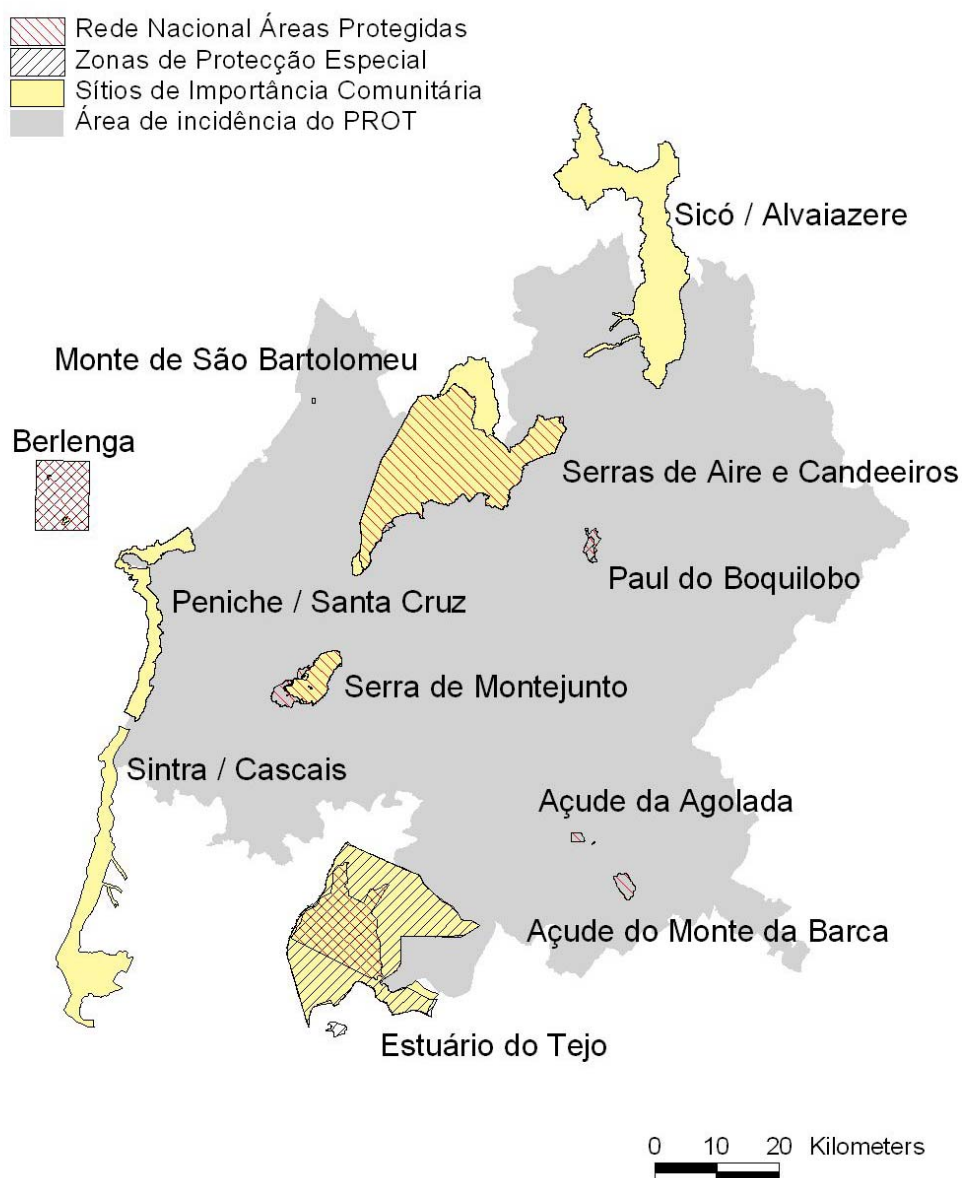 Rede Nacional Áreas Protegidas
Zonas de Protecção Especial
Sítios de Importância Comunitária
Área de incidência do PROT
Sicó / Alvaiazere
Monte de São Bartolomeu
Berlenga
Serras de Aire e Candeeiros
Paul do Boquilobo
Peniche / Santa Cruz
Serra de Montejunto
Sintra / Cascais
Açude da Agolada
Açude do Monte da Barca
Estuário do Tejo
0 10 20 Kilometers